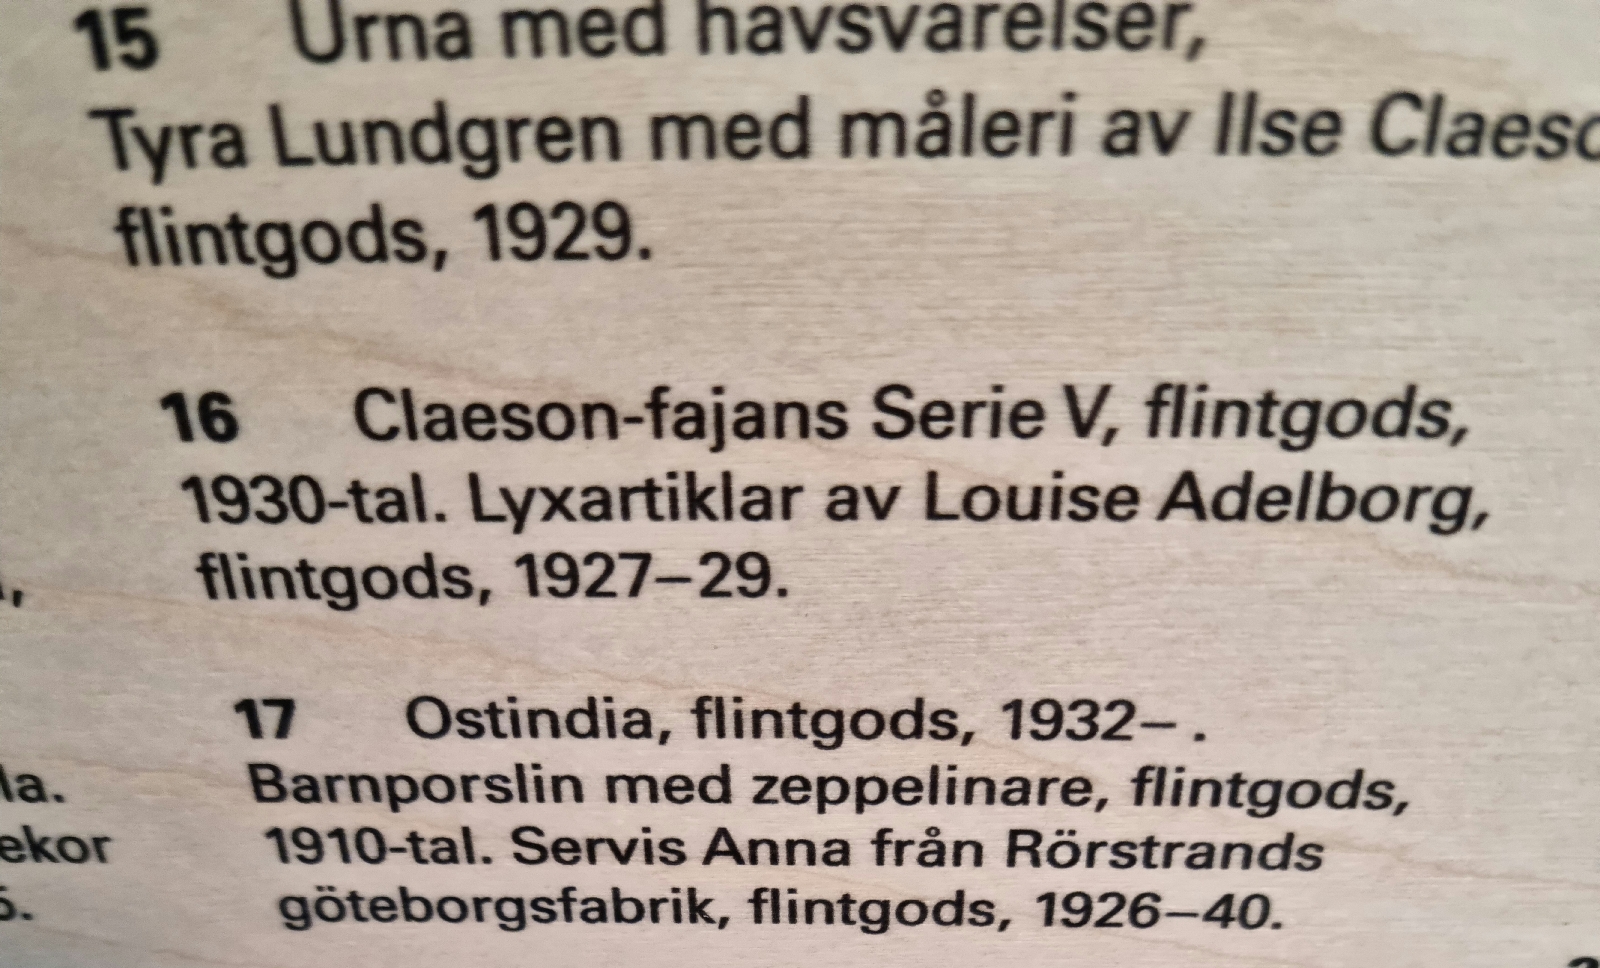 15 Urna med havsvarelser,
Tyra Lundgren med måleri av Ilse
flintgods, 1929.
16 Claeson-fajans Serie V, flintgods,
1930-tal. Lyxartiklar av Louise Adelborg,
flintgods, 1927–29.
17 Ostindia, flintgods, 1932– .
Barnporslin med zeppelinare, flintgods,
1910-tal. Servis Anna från Rörstrands
göteborgsfabrik, flintgods, 1926–40.